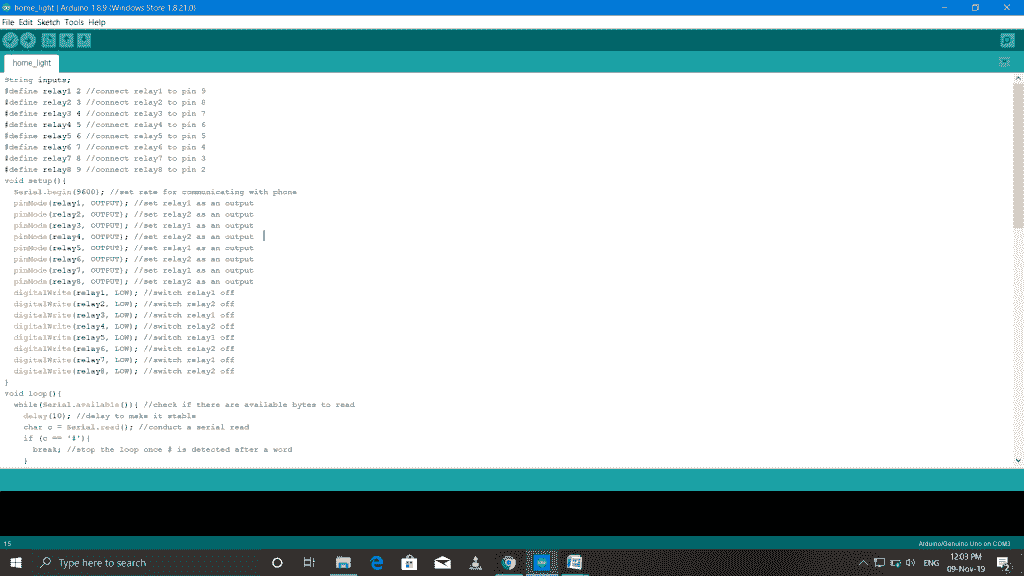 home_light | Arduino 1.8.9 (Windows Store 1.8.21.0)
File Edit Sketch Tools Help
home_light
String inputs;
#define relay1 2 //connect relay1 to pin 9
#define relay2 3 //connect relay2 to pin 8
#define relay3 4 //connect relay3 to pin 7
#define relay4 5 //connect relay4 to pin 6
#define relay5 6 //connect relay5 to pin 5
#define relay6 7 //connect relay6 to pin 4
#define relay7 8 //connect relay7 to pin 3
#define relay8 9 //connect relay8 to pin 2
void setup(){
Serial.begin(9600); //set rate for communicating with phone
pinMode(relay1, OUTPUT); //set relay1 as an output
pinMode(relay2, OUTPUT); //set relay2 as an output
pinMode(relay3, OUTPUT); //set relay1 as an output
pinMode(relay4, OUTPUT); //set relay2 as an output
pinMode(relay5, OUTPUT); //set relay1 as an output
pinMode(relay6, OUTPUT); //set relay2 as an output
pinMode(relay7, OUTPUT); //set relay1 as an output
pinMode(relay8, OUTPUT); //set relay2 as an output
digitalWrite(relay1, LOW); //switch relay1 off
digitalWrite(relay2, LOW); //switch relay2 off
digitalWrite(relay3, LOW); //switch relay1 off
digitalWrite(relay4, LOW); //switch relay2 off
digitalWrite(relay5, LOW); //switch relay1 off
digitalWrite(relay6, LOW); //switch relay2 off
digitalWrite(relay7, LOW); //switch relay1 off
digitalWrite(relay8, LOW); //switch relay2 off
}
void loop(){
while(Serial.available()){ //check if there are available bytes to read
delay(10); //delay to make it stable
char c = Serial.read(); //conduct a serial read
if (c == '#'){
break; //stop the loop once # is detected after a word
}
15
Arduino/Genuino Uno on COM3
Type here to search
ENG
12:03 PM
09-Nov-19
2